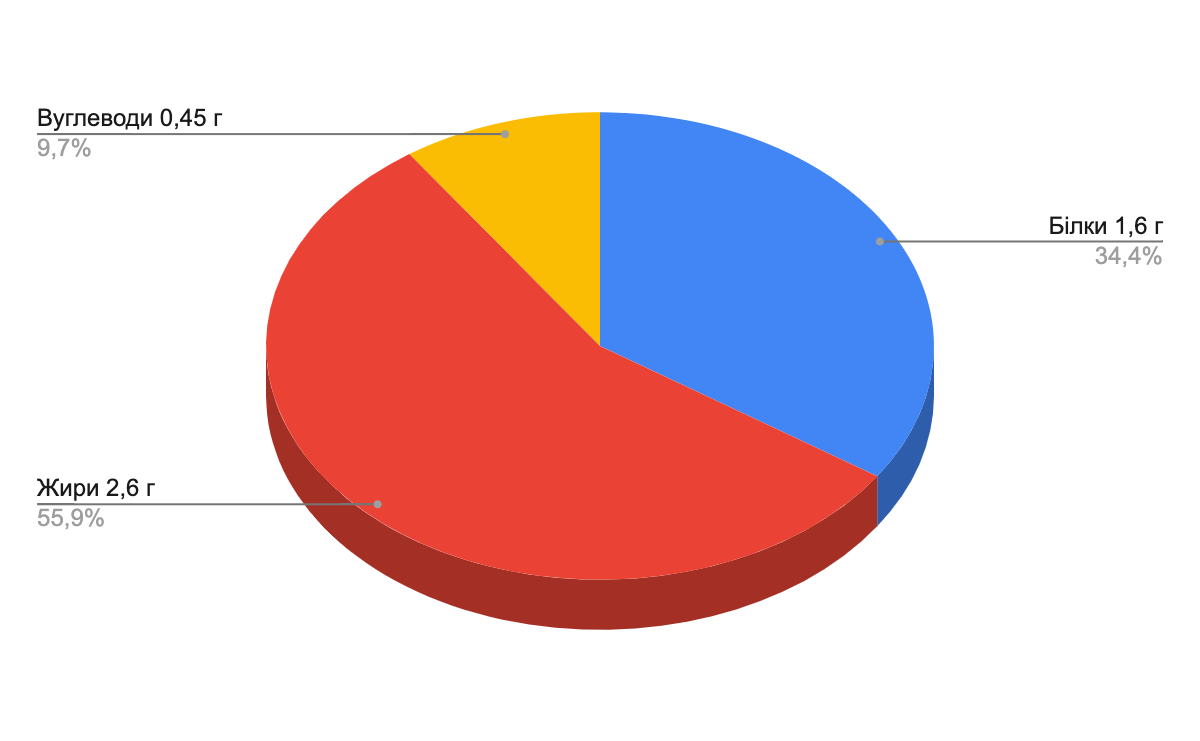 Вуглеводи 0,45 г
9,7%
Білки 1,6 г
34,4%
Жири 2,6 г
55,9%